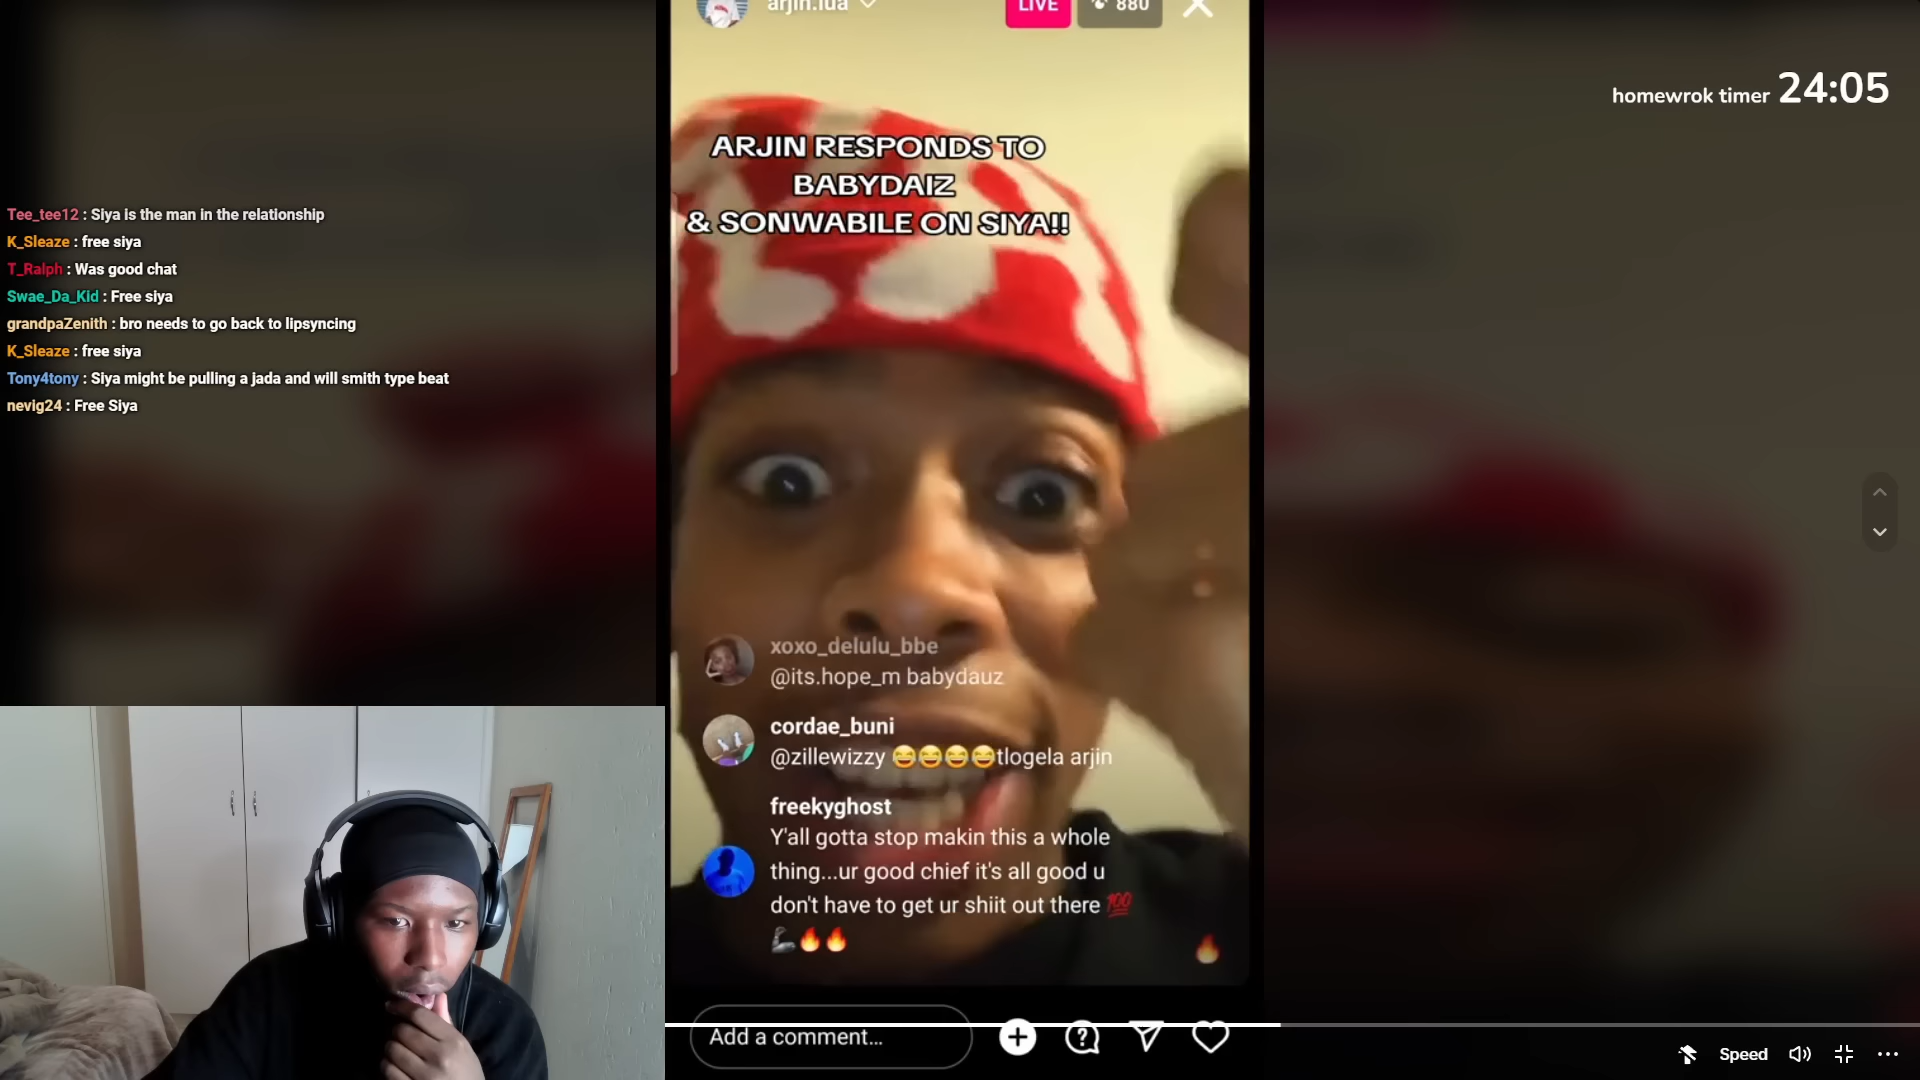 arjin.lua
LIVE
880
homewrok timer 24:05
ARJIN RESPONDS TO
BABYDAIZ
& SONWABILE ON SIYA!!
Tee_tee12 : Siya is the man in the relationship
K_Sleaze : free siya
T_Ralph : Was good chat
Swae_Da_Kid : Free siya
grandpaZenith : bro needs to go back to lipsyncing
K_Sleaze : free siya
Tony4tony : Siya might be pulling a jada and will smith type beat
nevig24 : Free Siya
xoxo_delulu_bbe
@its.hope_m babydauz
cordae_buni
@zillewizzy 😆😆😆😆tlogela arjin
freekyghost
Y'all gotta stop makin this a whole
thing...ur good chief it's all good u
don't have to get ur shiit out there 💯
🦾🔥🔥
Add a comment...
Speed